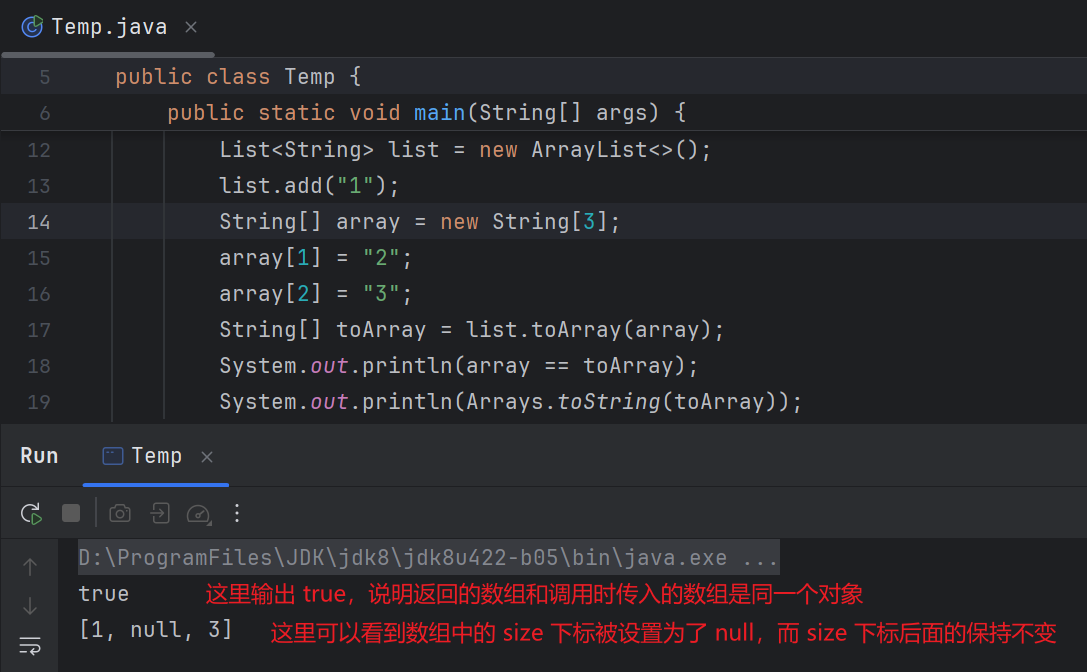 Temp.java
5 public class Temp {
6 public static void main(String[] args) {
12 List<String> list = new ArrayList<>();
13 list.add("1");
14 String[] array = new String[3];
15 array[1] = "2";
16 array[2] = "3";
17 String[] toArray = list.toArray(array);
18 System.out.println(array == toArray);
19 System.out.println(Arrays.toString(toArray));
Run Temp
D:\ProgramFiles\JDK\jdk8\jdk8u422-b05\bin\java.exe ...
true 这里输出 true，说明返回的数组和调用时传入的数组是同一个对象
[1, null, 3] 这里可以看到数组中的 size 下标被设置为了 null，而 size 下标后面的保持不变